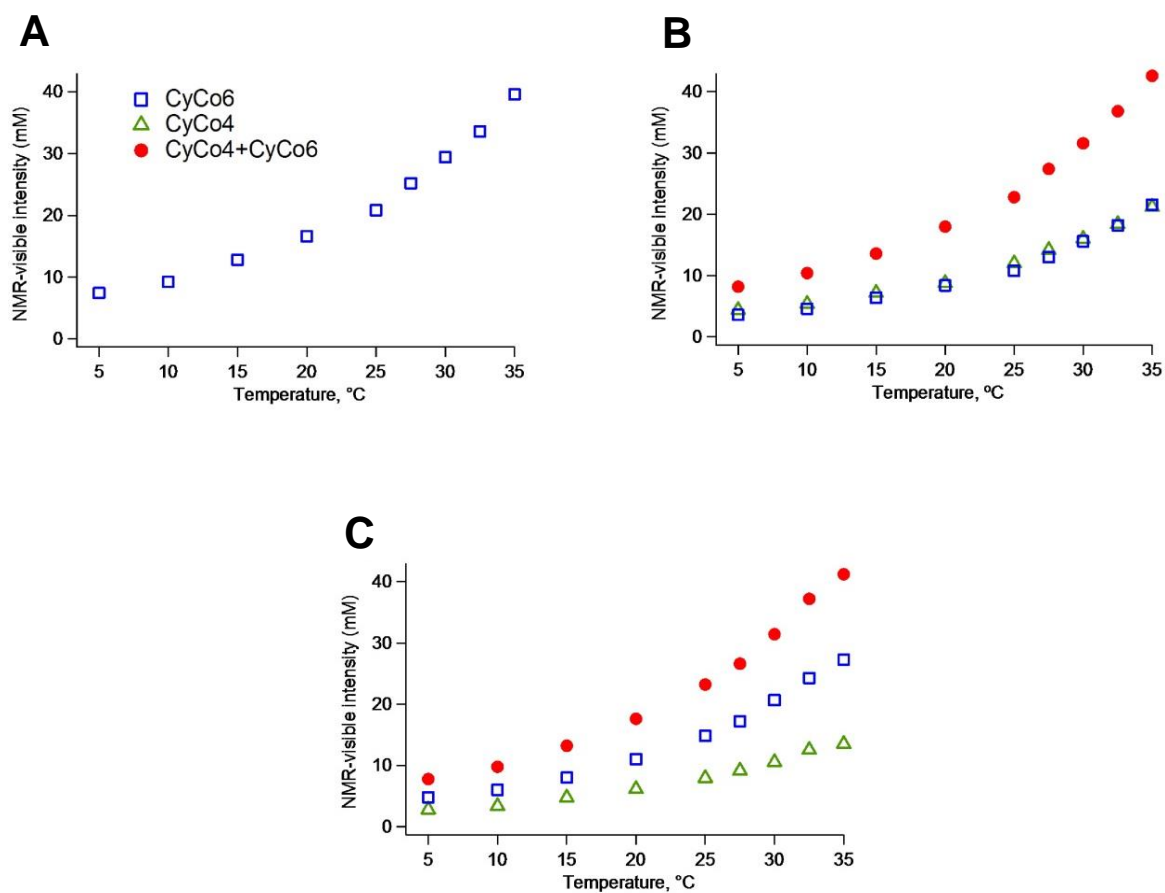 A
NMR-visible intensity (mM)
40
30
20
10
0
CyCo6
CyCo4
CyCo4+CyCo6
5 10 15 20 25 30 35
Temperature, °C
B
NMR-visible intensity (mM)
40
30
20
10
0
5 10 15 20 25 30 35
Temperature, ºC
C
NMR-visible intensity (mM)
40
30
20
10
0
5 10 15 20 25 30 35
Temperature, °C